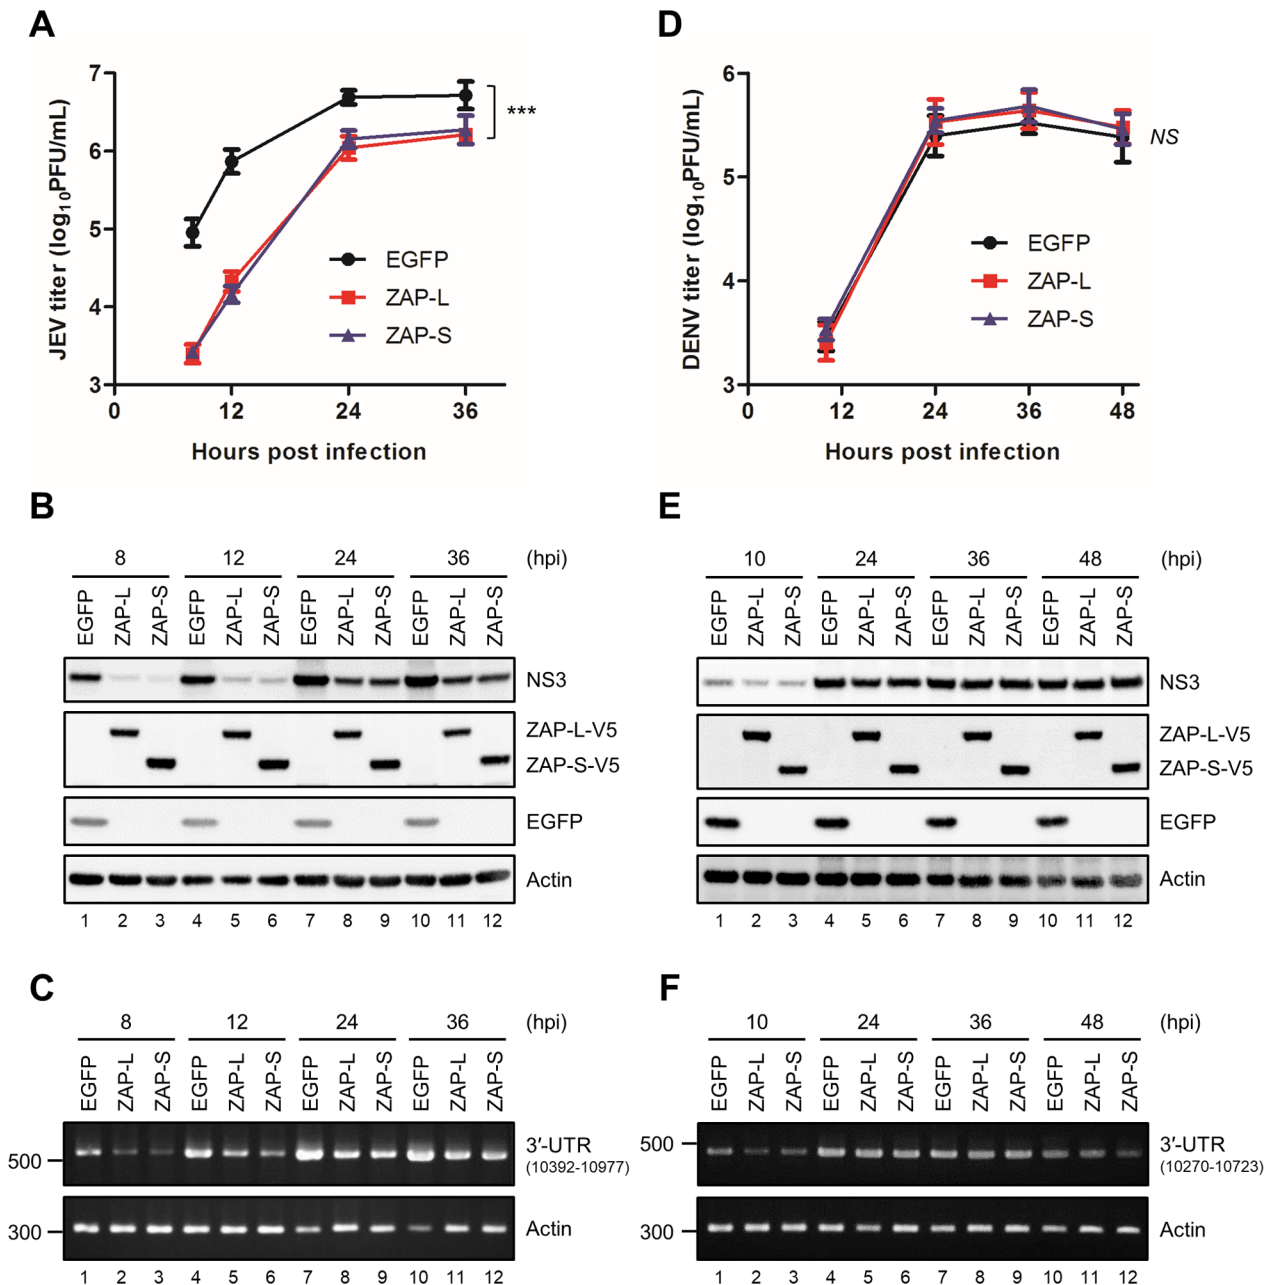 A
JEV titer (log10PFU/mL)
7
6
5
4
3
0
12
24
36
Hours post infection
EGFP
ZAP-L
ZAP-S
***
D
DENV titer (log10PFU/mL)
6
5
4
3
0
12
24
36
48
Hours post infection
EGFP
ZAP-L
ZAP-S
NS
B
8 12 24 36 (hpi)
EGFP ZAP-L ZAP-S EGFP ZAP-L ZAP-S EGFP ZAP-L ZAP-S EGFP ZAP-L ZAP-S
NS3
ZAP-L-V5
ZAP-S-V5
EGFP
Actin
1 2 3 4 5 6 7 8 9 10 11 12
E
10 24 36 48 (hpi)
EGFP ZAP-L ZAP-S EGFP ZAP-L ZAP-S EGFP ZAP-L ZAP-S EGFP ZAP-L ZAP-S
NS3
ZAP-L-V5
ZAP-S-V5
EGFP
Actin
1 2 3 4 5 6 7 8 9 10 11 12
C
8 12 24 36 (hpi)
EGFP ZAP-L ZAP-S EGFP ZAP-L ZAP-S EGFP ZAP-L ZAP-S EGFP ZAP-L ZAP-S
500
3′-UTR
(10392-10977)
300
Actin
1 2 3 4 5 6 7 8 9 10 11 12
F
10 24 36 48 (hpi)
EGFP ZAP-L ZAP-S EGFP ZAP-L ZAP-S EGFP ZAP-L ZAP-S EGFP ZAP-L ZAP-S
500
3′-UTR
(10270-10723)
300
Actin
1 2 3 4 5 6 7 8 9 10 11 12